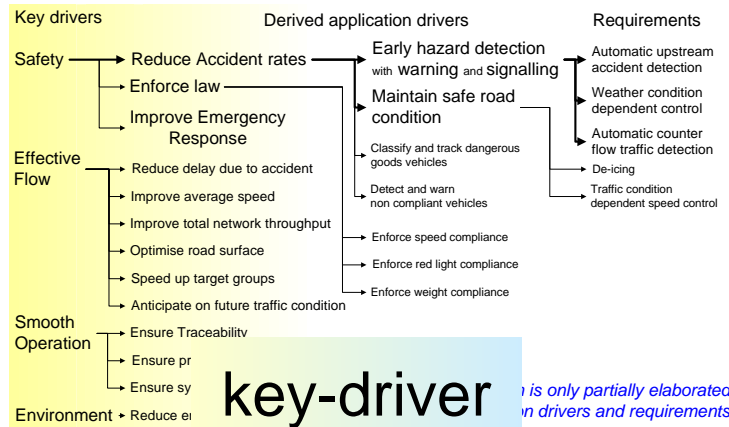 Key drivers
Derived application drivers
Requirements
Safety
Reduce Accident rates
Enforce law
Improve Emergency
Response
Early hazard detection
with warning and signalling
Maintain safe road
condition
Classify and track dangerous
goods vehicles
Detect and warn
non compliant vehicles
Automatic upstream
accident detection
Weather condition
dependent control
Automatic counter
flow traffic detection
De-icing
Traffic condition
dependent speed control
Enforce speed compliance
Enforce red light compliance
Enforce weight compliance
Effective
Flow
Reduce delay due to accident
Improve average speed
Improve total network throughput
Optimise road surface
Speed up target groups
Anticipate on future traffic condition
Smooth
Operation
Ensure Traceability
Ensure
Ensure
Environment
Reduce
key-driver
is only partially elaborated
drivers and requirements